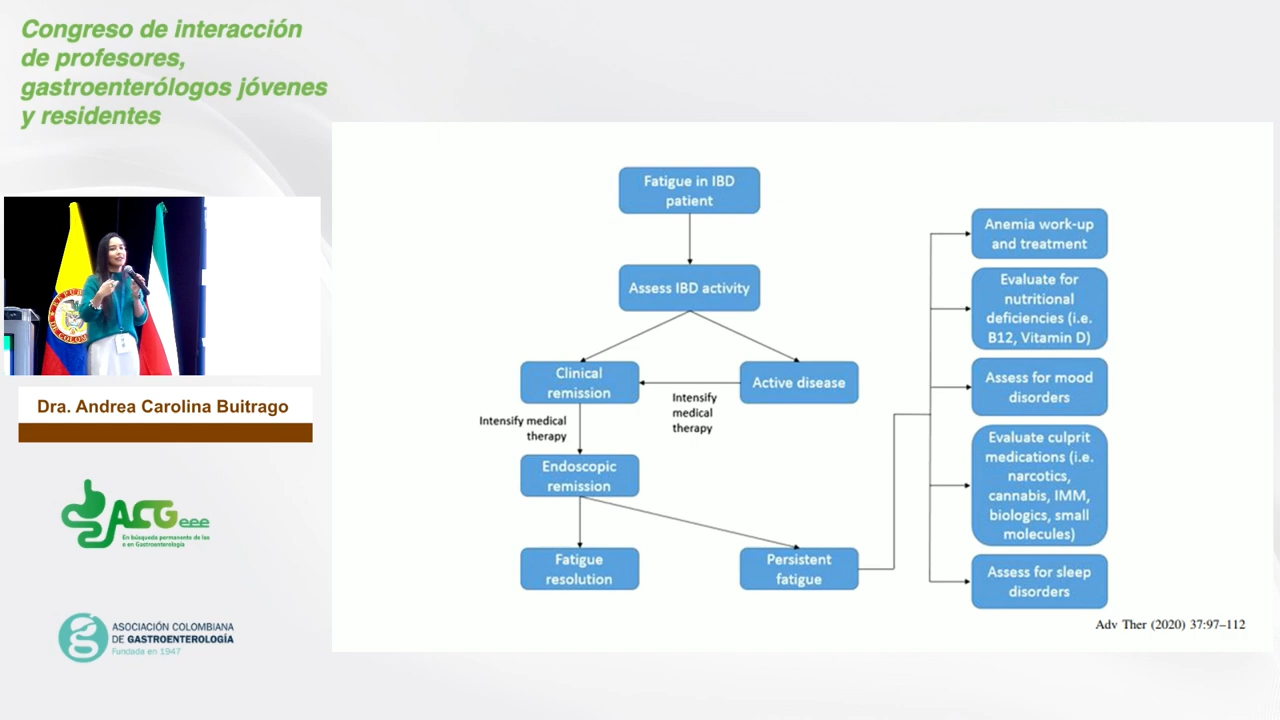 Congreso de interacción
de profesores,
gastroenterólogos jóvenes
y residentes
Dra. Andrea Carolina Buitrago
ACG eee
En búsqueda permanente de las
e en Gastroenterología
ASOCIACIÓN COLOMBIANA
DE GASTROENTEROLOGÍA
Fundada en 1947
Fatigue in IBD
patient
Assess IBD activity
Clinical
remission
Active disease
Intensify
medical
therapy
Intensify medical
therapy
Endoscopic
remission
Fatigue
resolution
Persistent
fatigue
Anemia work-up
and treatment
Evaluate for
nutritional
deficiencies (i.e.
B12, Vitamin D)
Assess for mood
disorders
Evaluate culprit
medications (i.e.
narcotics,
cannabis, IMM,
biologics, small
molecules)
Assess for sleep
disorders
Adv Ther (2020) 37:97–112